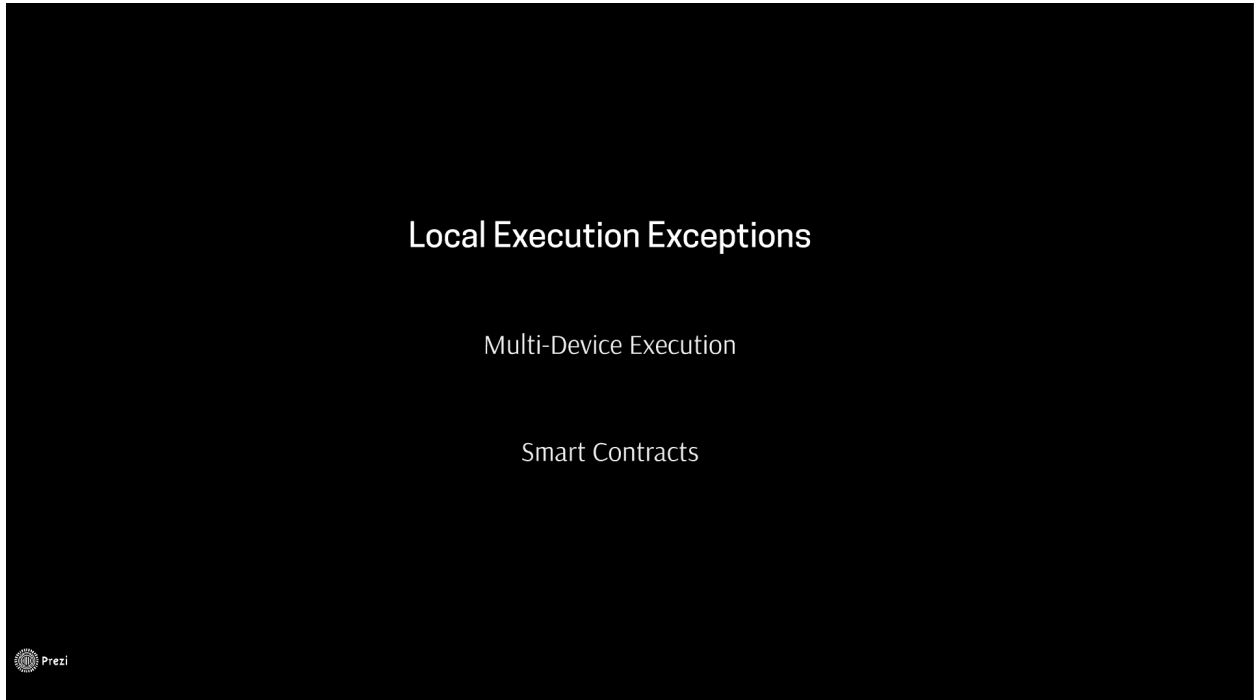 Local Execution Exceptions
Multi-Device Execution
Smart Contracts
Prezi